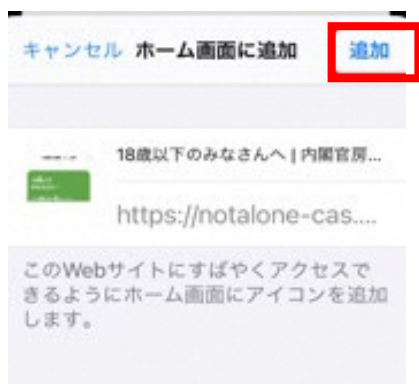 キャンセル ホーム画面に追加 追加
18歳以下のみなさんへ | 内閣官房...
https://notalone-cas....
このWebサイトにすばやくアクセスで
きるようにホーム画面にアイコンを追加
します。